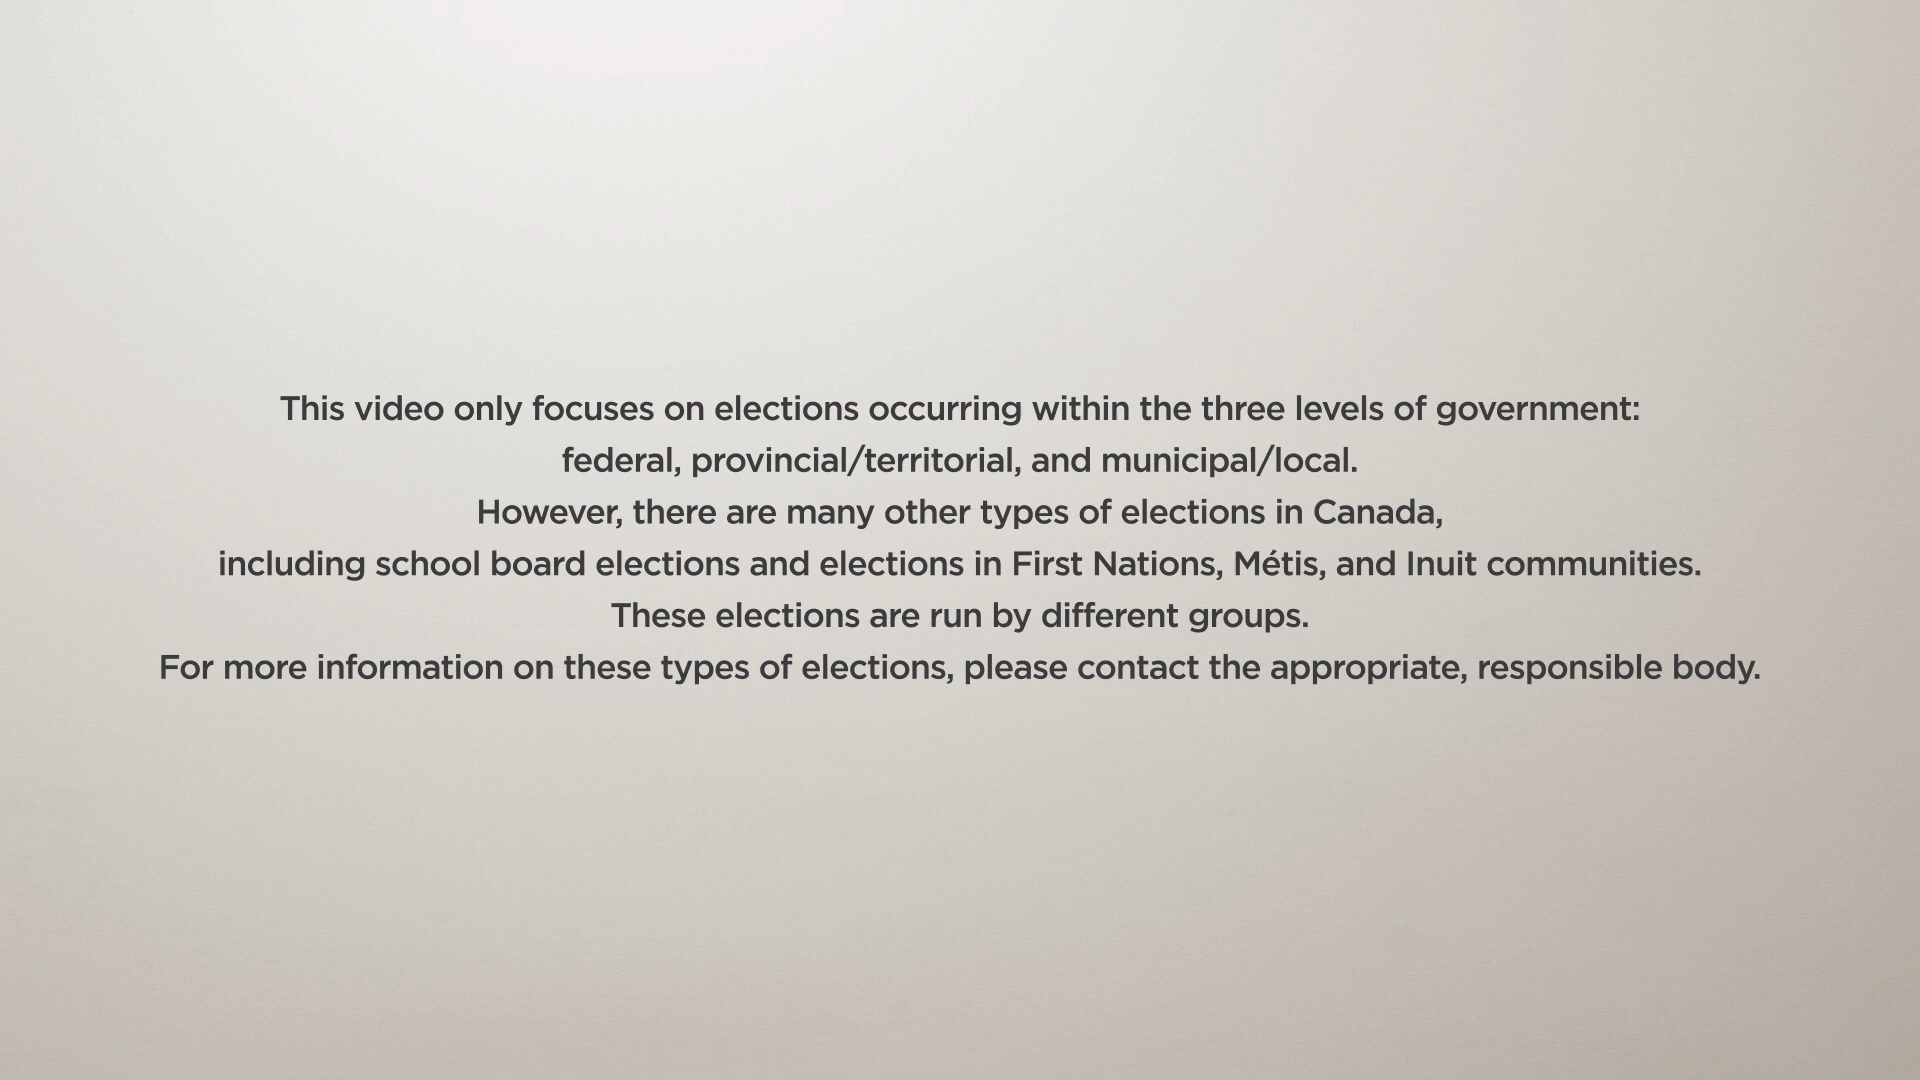 This video only focuses on elections occurring within the three levels of government:
federal, provincial/territorial, and municipal/local.
However, there are many other types of elections in Canada,
including school board elections and elections in First Nations, Métis, and Inuit communities.
These elections are run by different groups.
For more information on these types of elections, please contact the appropriate, responsible body.